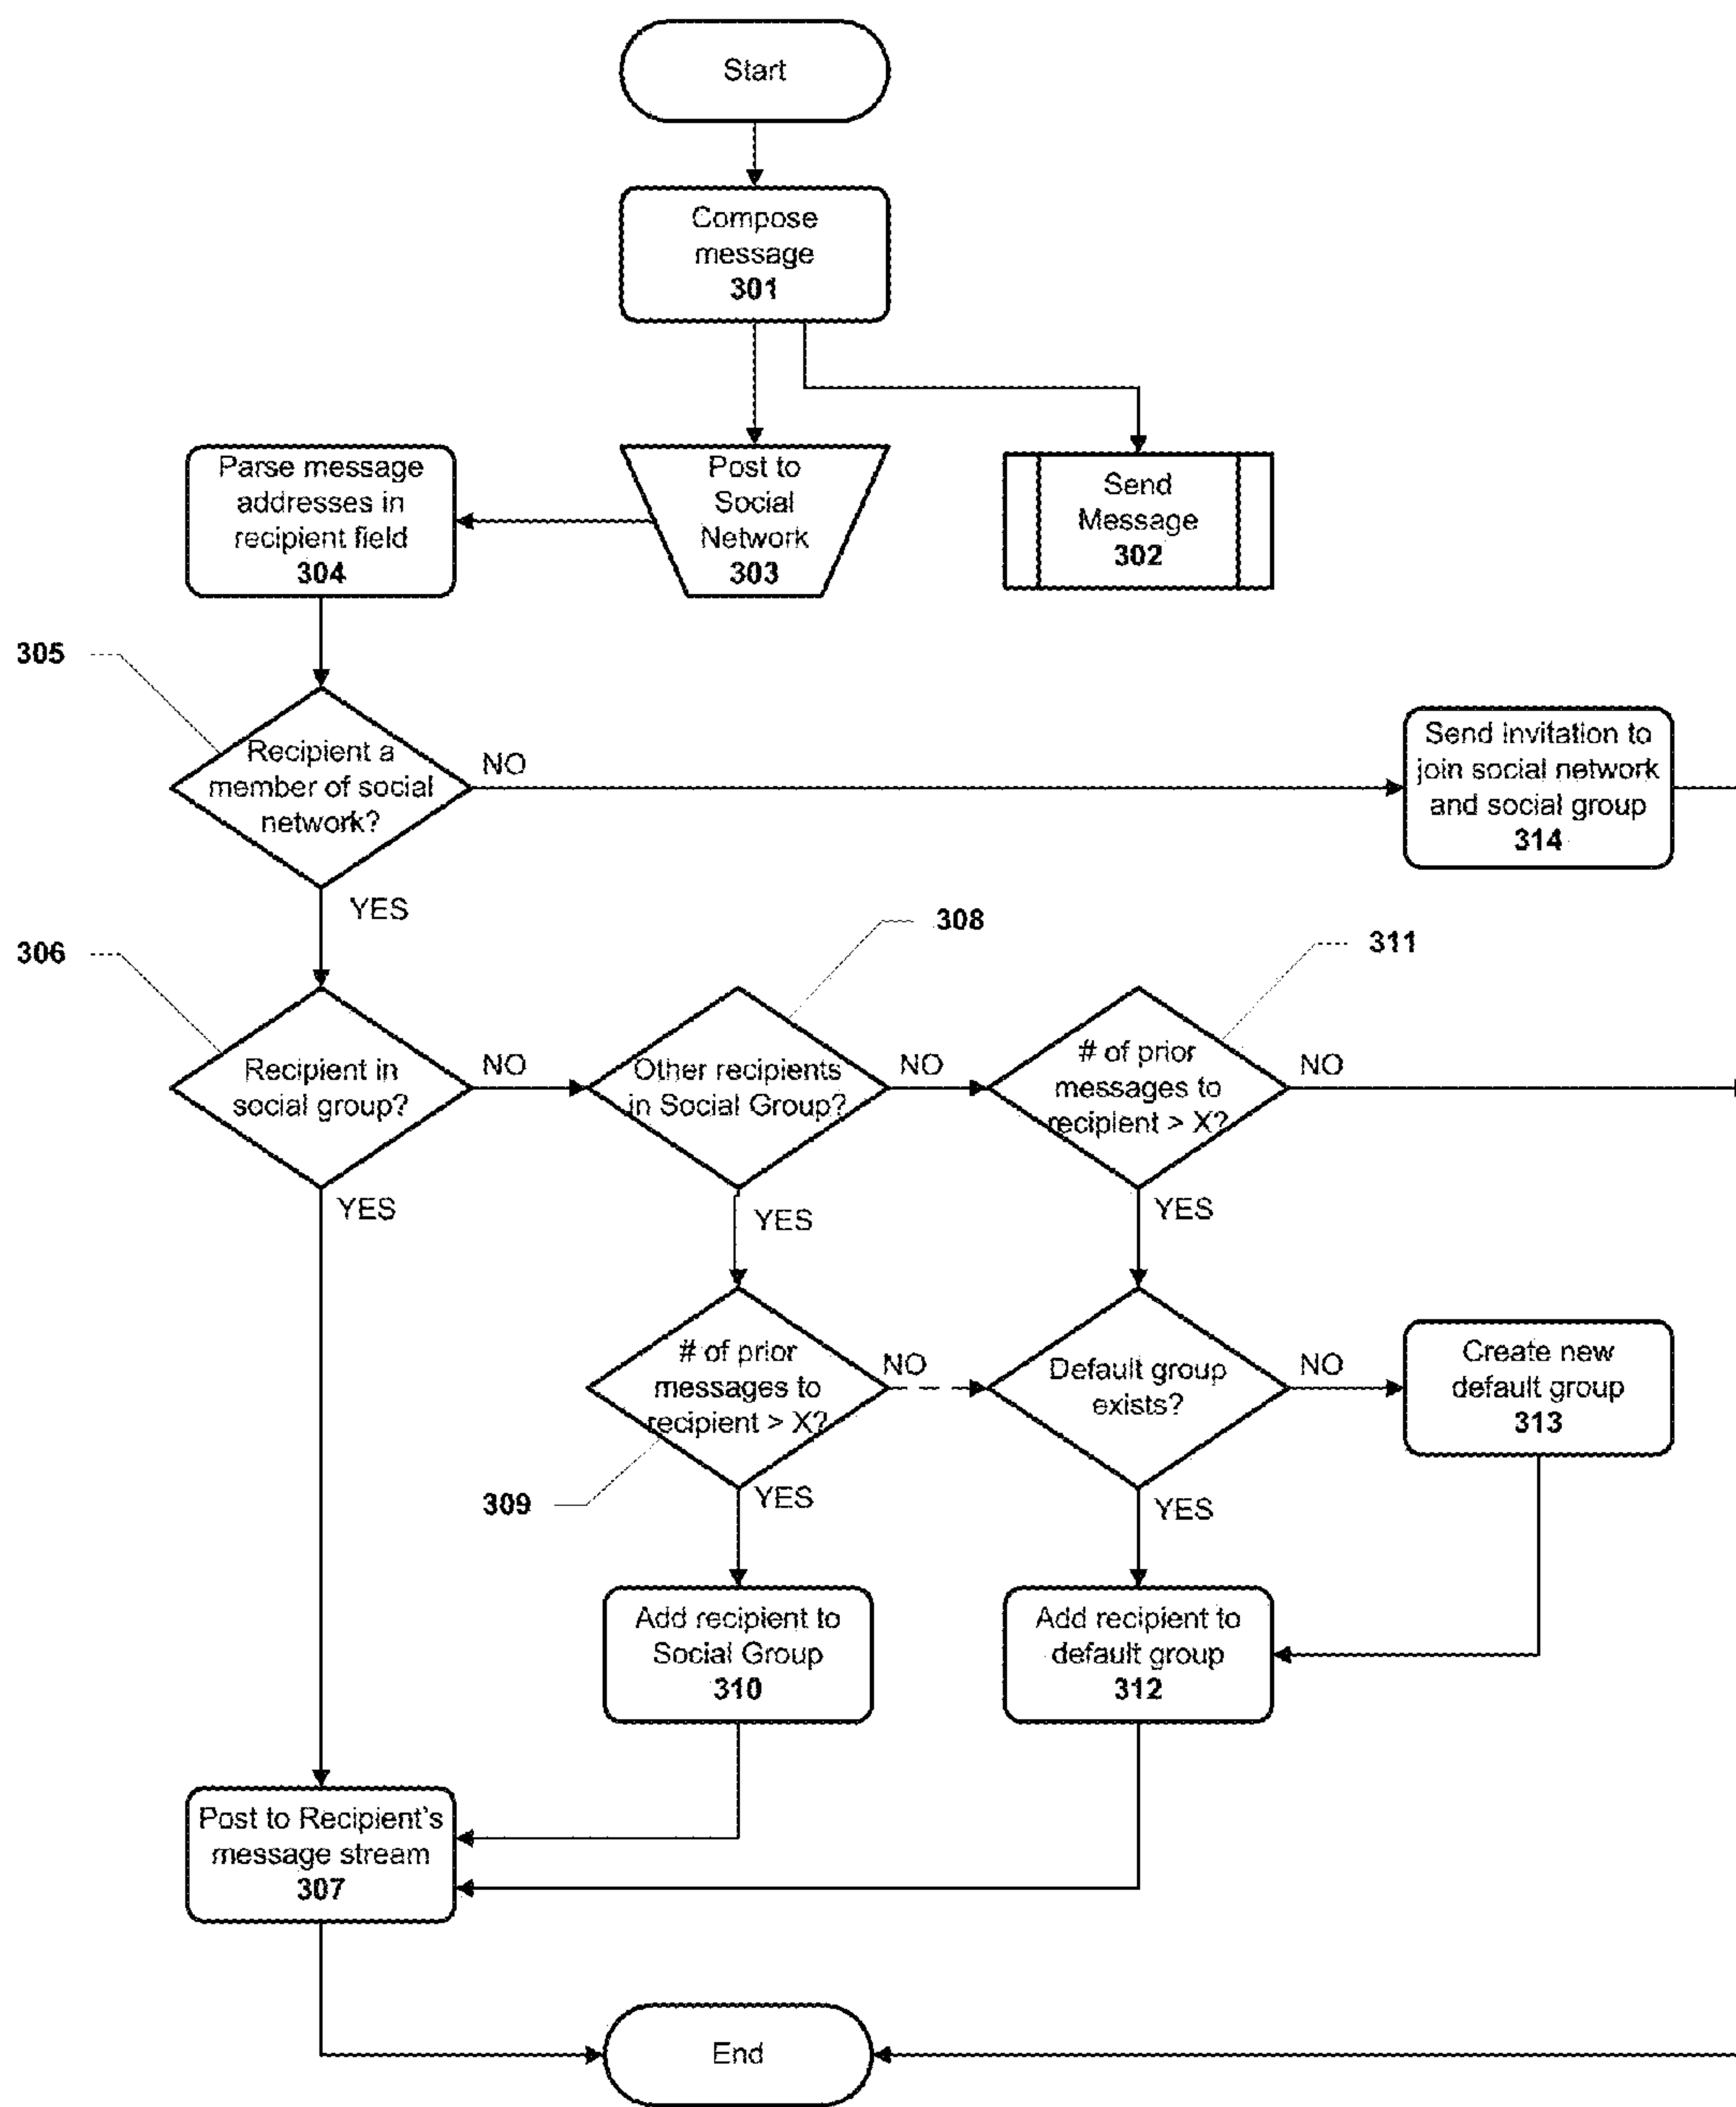 Start
Compose
message
301
Parse message
addresses in
recipient field
304
Post to
Social
Network
303
Send
Message
302
305
Recipient a
member of social
network?
NO
Send invitation to
join social network
and social group
314
YES
308
311
306
Recipient in
social group?
NO
Other recipients
in Social Group?
NO
# of prior
messages to
recipient > X?
NO
YES
YES
YES
# of prior
messages to
recipient > X?
NO
Default group
exists?
NO
Create new
default group
313
309
YES
YES
Add recipient to
Social Group
310
Add recipient to
default group
312
Post to Recipient's
message stream
307
End